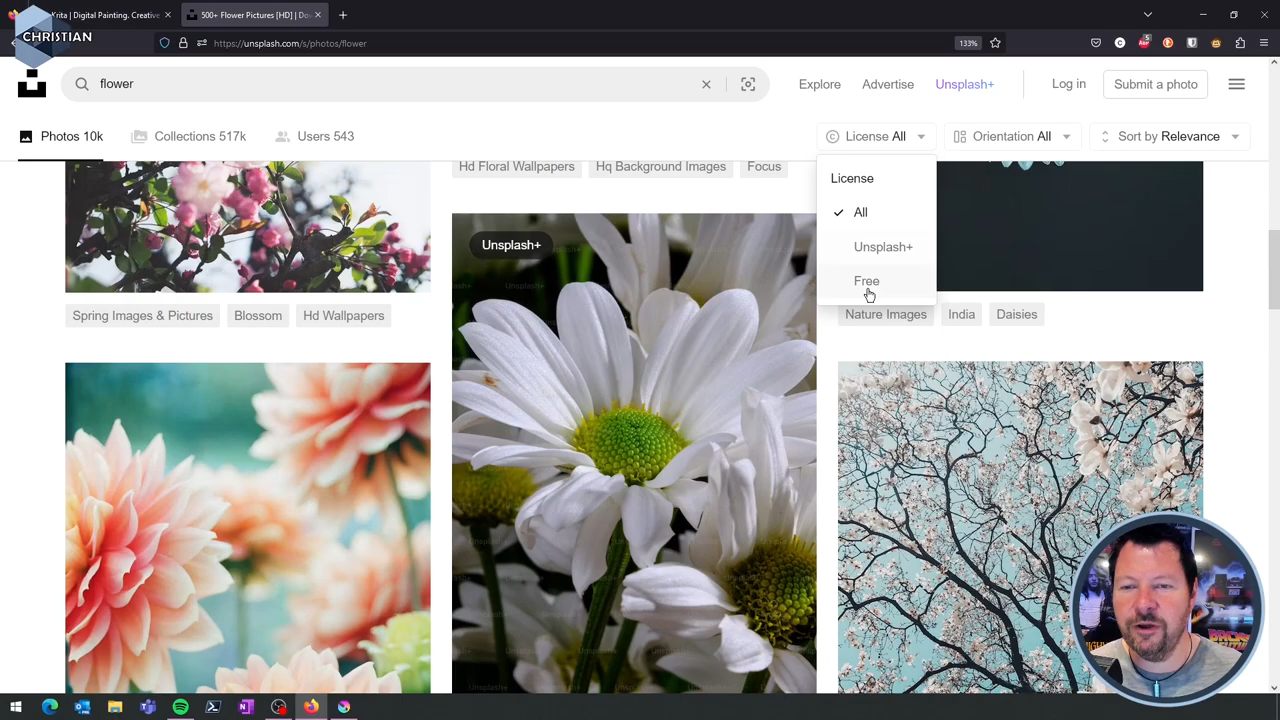 Krita | Digital Painting. Creative
500+ Flower Pictures [HD] | Do
CHRISTIAN
https://unsplash.com/s/photos/flower
133%
flower
Explore
Advertise
Unsplash+
Log in
Submit a photo
Photos 10k
Collections 517k
Users 543
License All
Orientation All
Sort by Relevance
Hd Floral Wallpapers
Hq Background Images
Focus
License
All
Unsplash+
Free
Unsplash+
Spring Images & Pictures
Blossom
Hd Wallpapers
Nature Images
India
Daisies